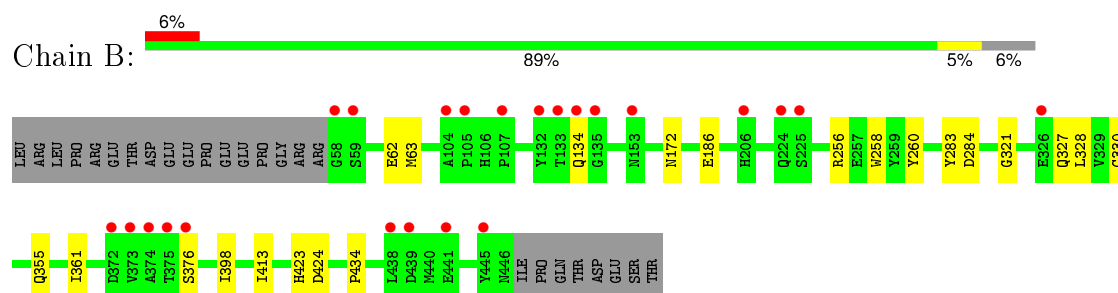 6%
Chain B:
89% 5% 6%
LEU ARG LEU PRO ARG GLU THR ASP GLU GLU PRO GLU GLU PRO GLY ARG ARG G58 S59 E62 M63 A104 P105 H106 P107 Y132 T133 Q134 G135 N153 N172 E186 H206 Q224 S225 R256 E257 W258 Y259 Y260 Y283 D284 G321 E326 Q327 L328 V329
Q355 I361 D372 V373 A374 T375 S376 I398 I413 H423 D424 P434 L438 D439 M440 E441 Y445 N446 ILE PRO GLN THR ASP GLU SER THR